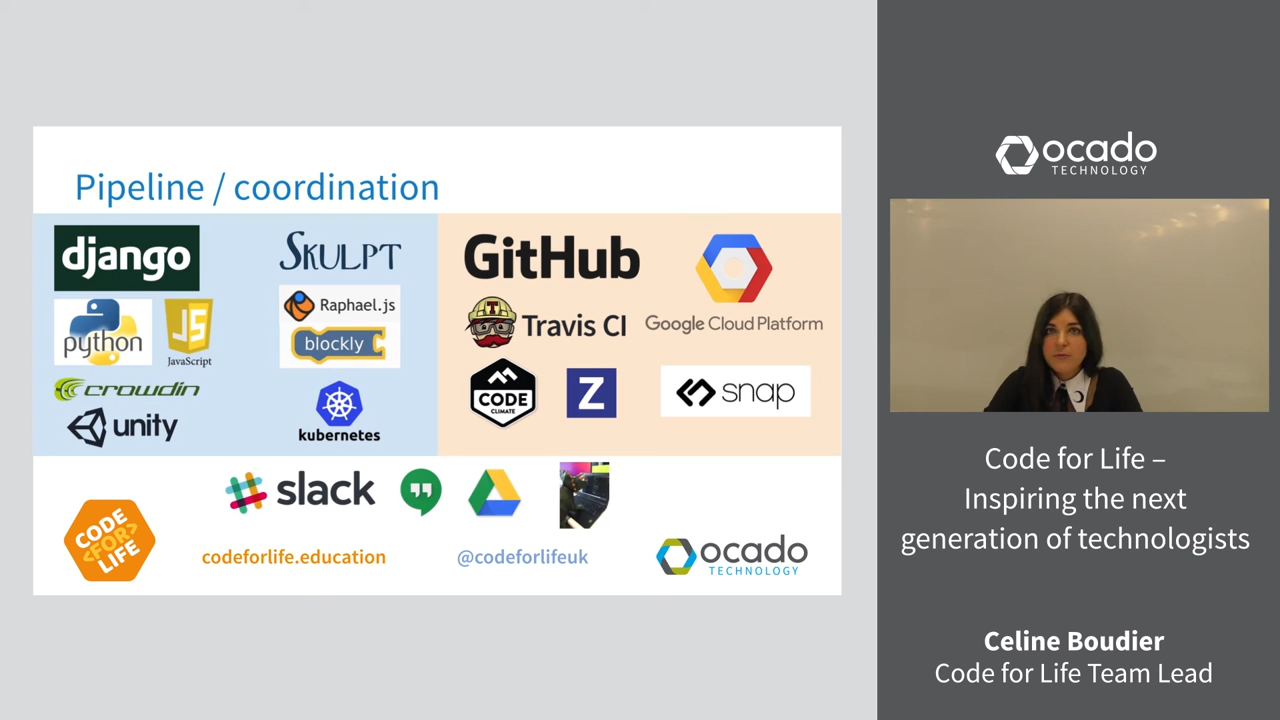 Pipeline / coordination
django
SKULPT
python
JS
JavaScript
Raphael.js
blockly
crowdin
unity
kubernetes
GitHub
T
Travis CI
Google Cloud Platform
CODE
CLIMATE
Z
snap
slack
CODE
<FOR>
LIFE
codeforlife.education
@codeforlifeuk
ocado
TECHNOLOGY
ocado
TECHNOLOGY
Code for Life –
Inspiring the next
generation of technologists
Celine Boudier
Code for Life Team Lead